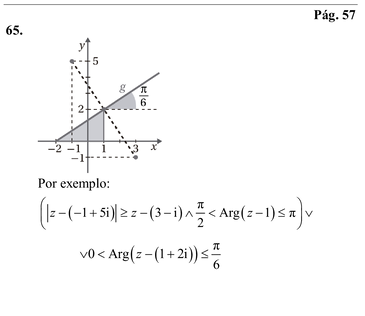 Pág. 57
65.
y
5
g
π/6
2
−2 −1 1 3 x
−1
Por exemplo:
(|z−(−1+5i)| ≥ z−(3−i) ∧ π/2 < Arg(z−1) ≤ π) ∨
∨0 < Arg(z−(1+2i)) ≤ π/6